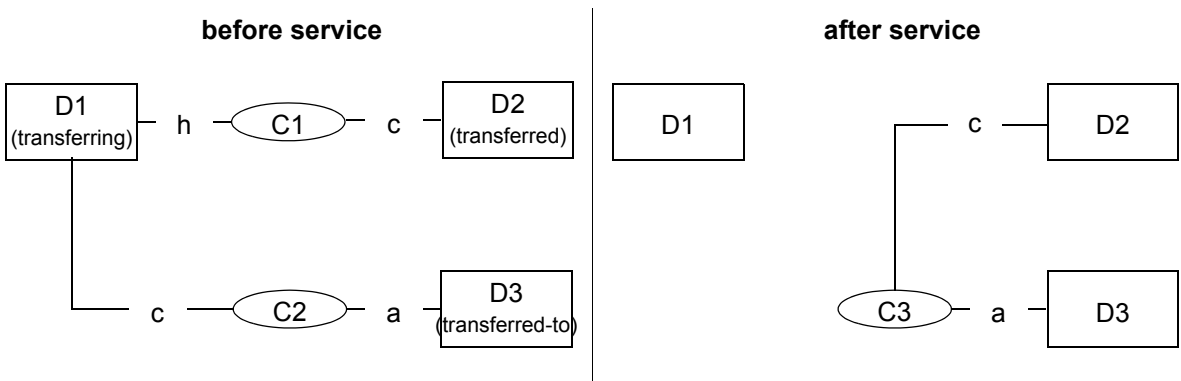 before service
after service
D1
(transferring)
h
C1
c
D2
(transferred)
c
C2
a
D3
(transferred-to)
D1
c
D2
C3
a
D3